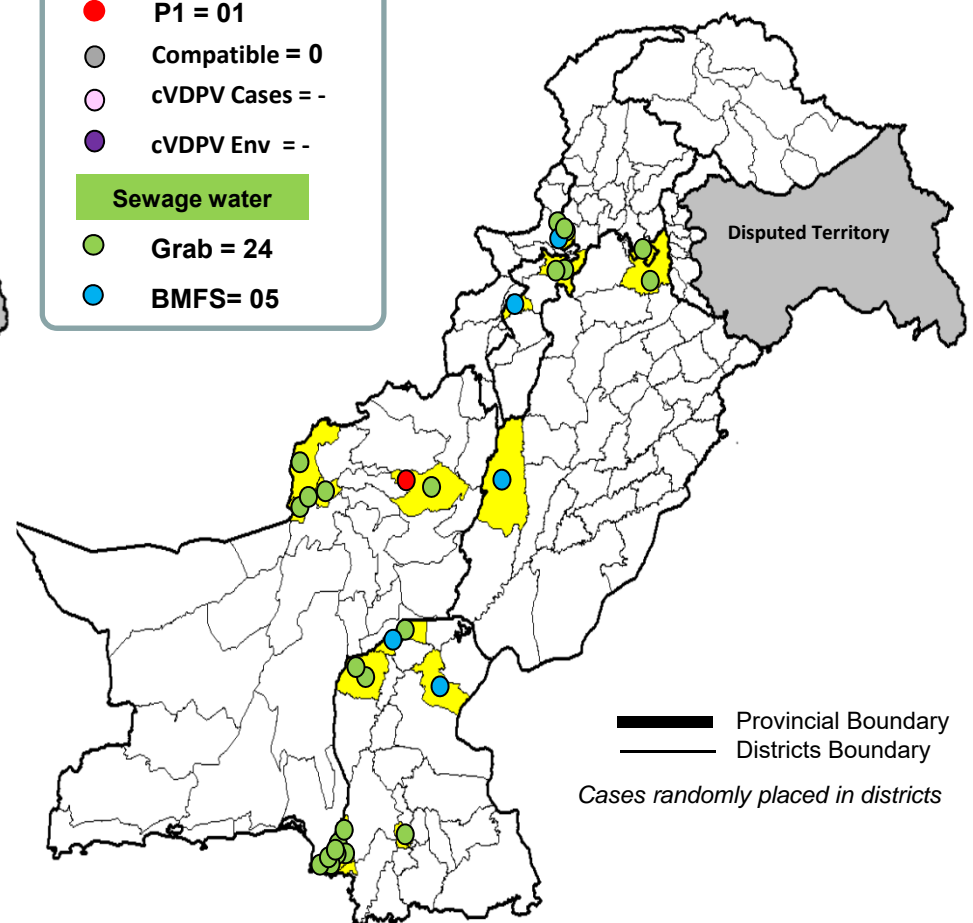 P1 = 01
Compatible = 0
cVDPV Cases = -
cVDPV Env = -
Sewage water
Grab = 24
BMFS= 05
Disputed Territory
Provincial Boundary
Districts Boundary
Cases randomly placed in districts